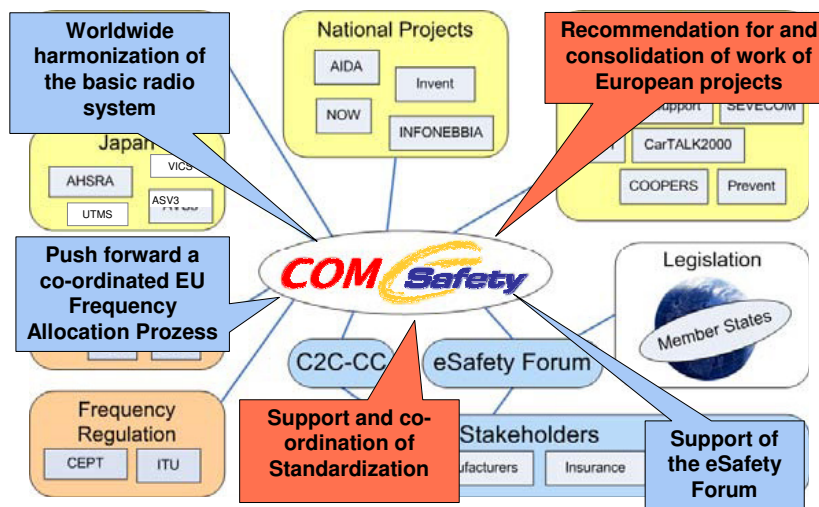 Worldwide
harmonization of
the basic radio
system
National Projects
AIDA
Invent
NOW
INFONEBBIA
Recommendation for and
consolidation of work of
European projects
SEVECOM
CarTALK2000
COOPERS
Prevent
Japan
VICS
AHSRA
ASV3
UTMS
Push forward a
co-ordinated EU
Frequency
Allocation Prozess
COM Safety
Legislation
Member States
C2C-CC
eSafety Forum
Frequency
Regulation
CEPT
ITU
Support and co-
ordination of
Standardization
Stakeholders
Insurance
Support of
the eSafety
Forum